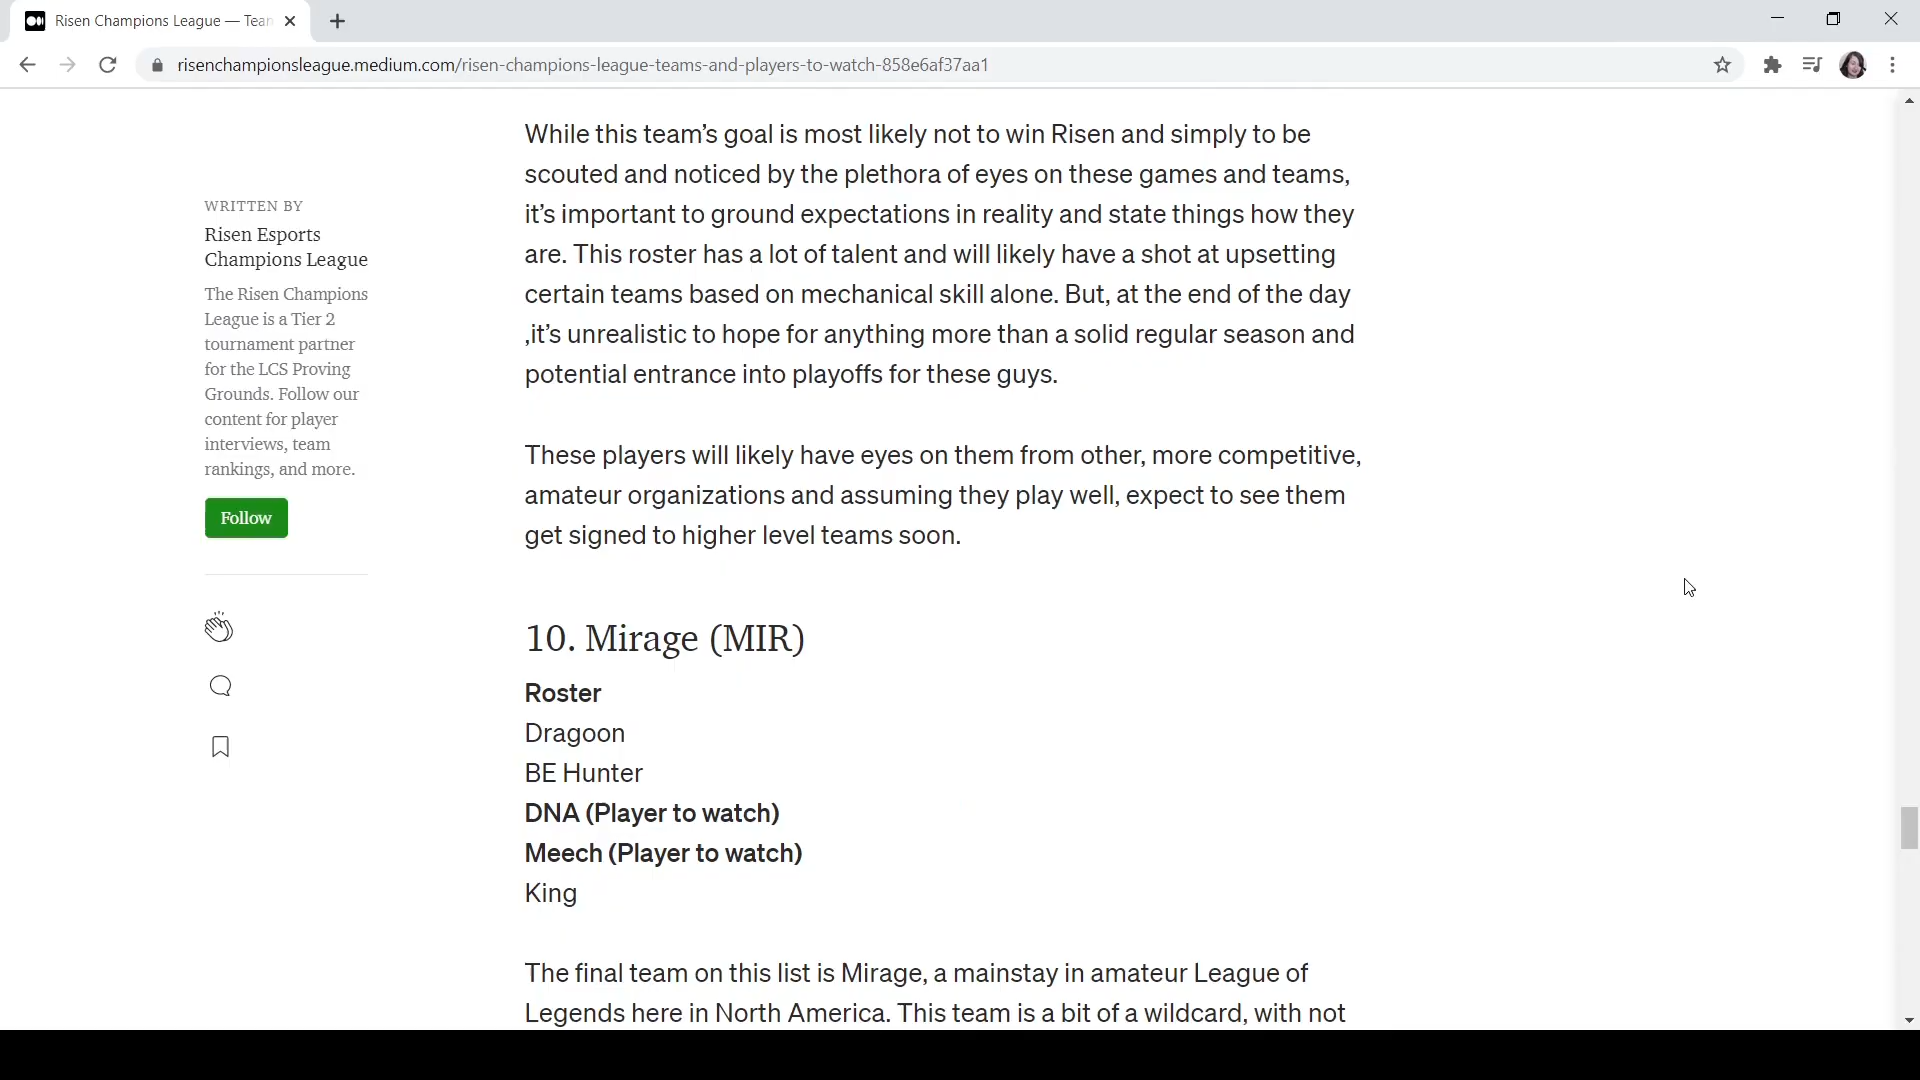 Risen Champions League — Tean
risenchampionsleague.medium.com/risen-champions-league-teams-and-players-to-watch-858e6af37aa1
WRITTEN BY
Risen Esports
Champions League
The Risen Champions
League is a Tier 2
tournament partner
for the LCS Proving
Grounds. Follow our
content for player
interviews, team
rankings, and more.
Follow
While this team’s goal is most likely not to win Risen and simply to be
scouted and noticed by the plethora of eyes on these games and teams,
it’s important to ground expectations in reality and state things how they
are. This roster has a lot of talent and will likely have a shot at upsetting
certain teams based on mechanical skill alone. But, at the end of the day
,it’s unrealistic to hope for anything more than a solid regular season and
potential entrance into playoffs for these guys.
These players will likely have eyes on them from other, more competitive,
amateur organizations and assuming they play well, expect to see them
get signed to higher level teams soon.
10. Mirage (MIR)
Roster
Dragoon
BE Hunter
DNA (Player to watch)
Meech (Player to watch)
King
The final team on this list is Mirage, a mainstay in amateur League of
Legends here in North America. This team is a bit of a wildcard, with not